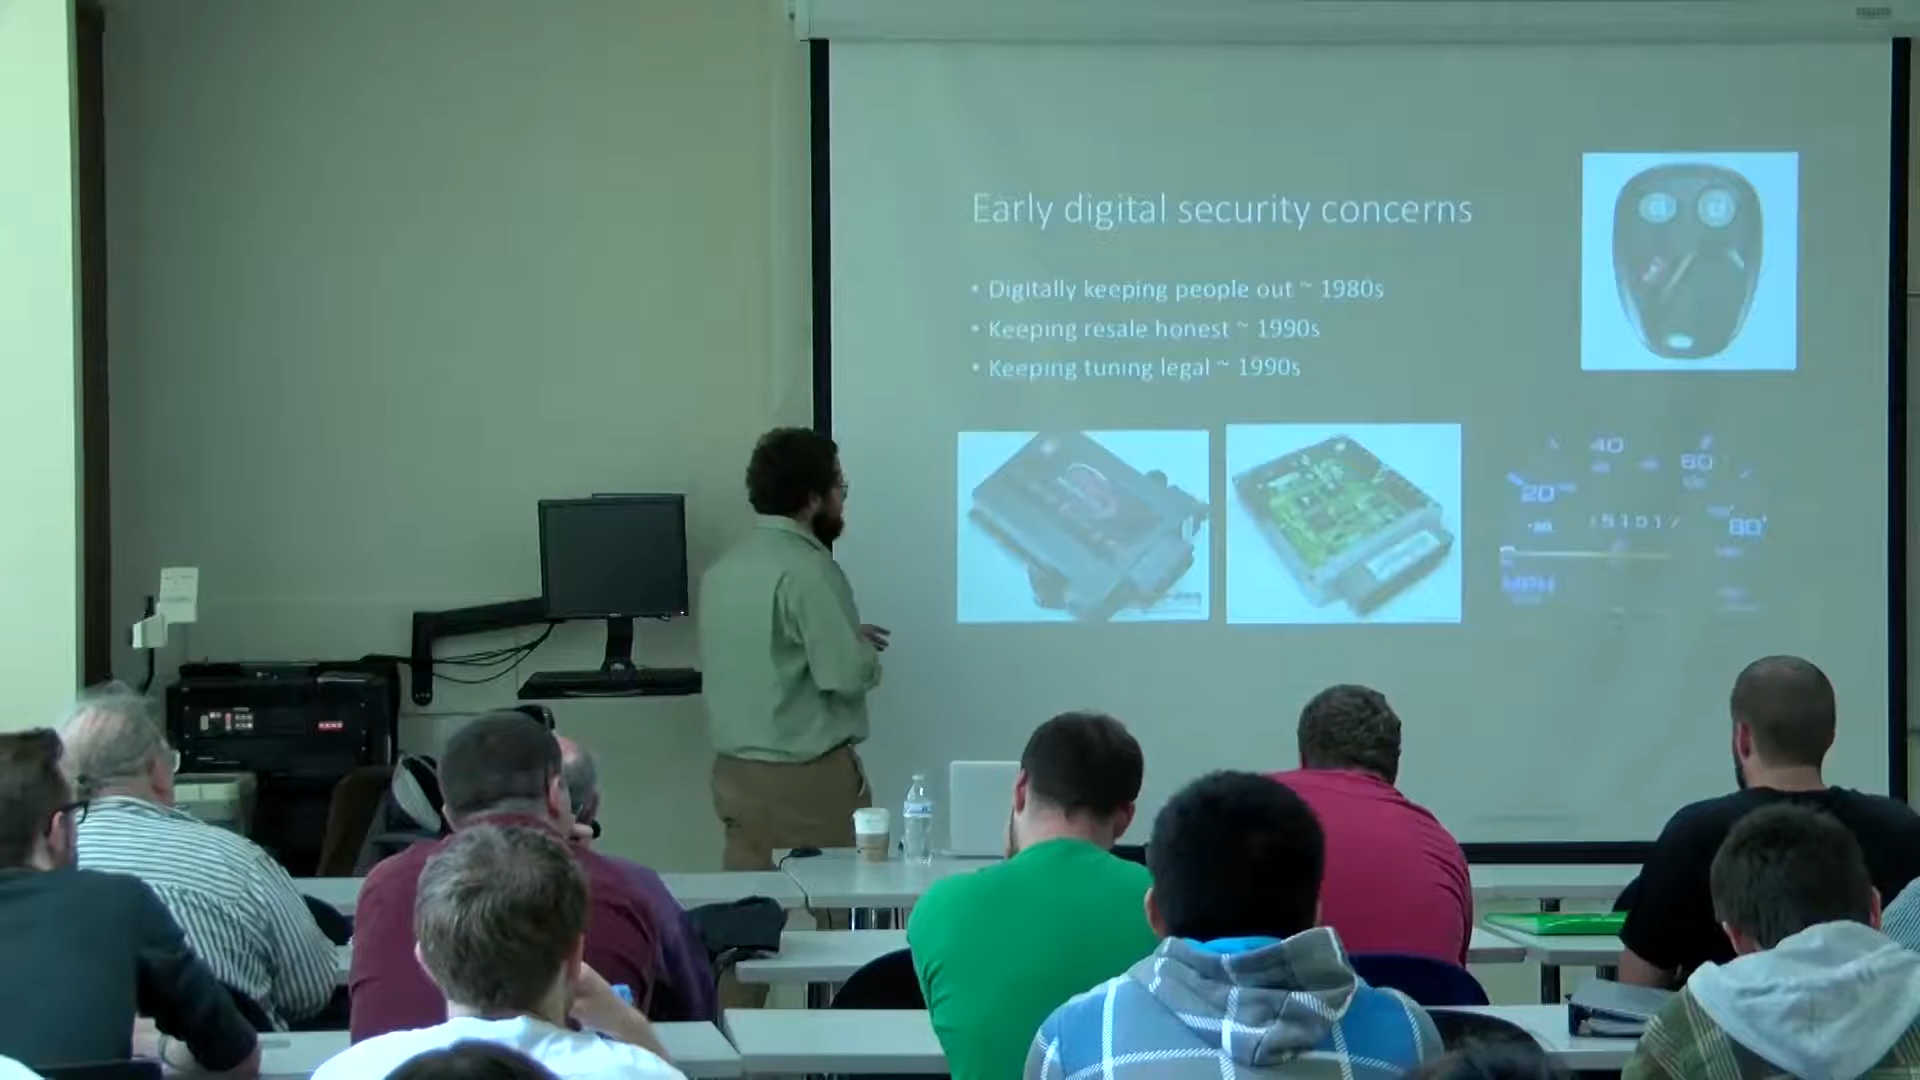 Early digital security concerns
• Digitally keeping people out ~ 1980s
• Keeping resale honest ~ 1990s
• Keeping tuning legal ~ 1990s
40
60
20
80
MPH